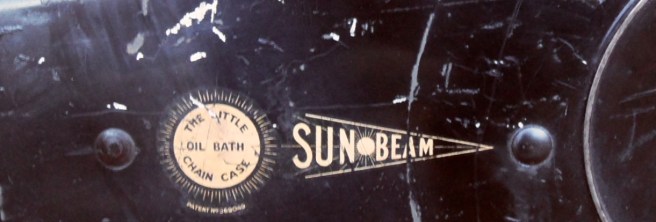 THE LITTLE
OIL BATH
CHAIN CASE
SUNBEAM